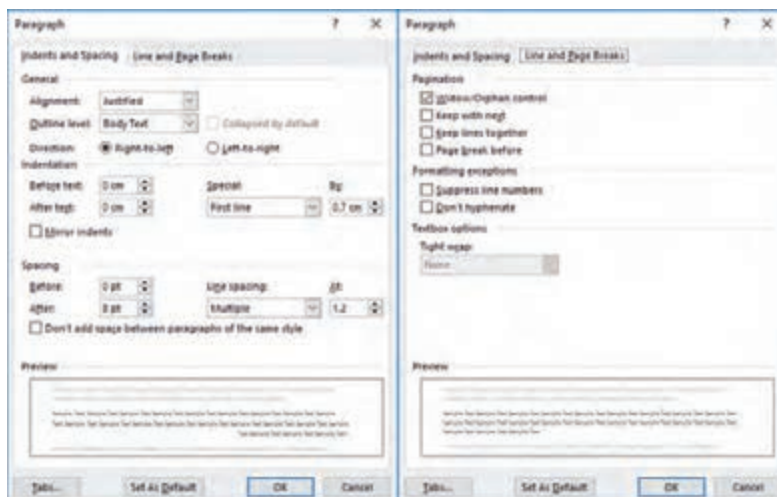 Paragraph ? ×
Indents and Spacing Line and Page Breaks
General
Alignment: Justified
Outline level: Body Text Collapsed by default
Direction: Right-to-left Left-to-right
Indentation
Before text: 0 cm Special: By:
After text: 0 cm First line 0.7 cm
Mirror indents
Spacing
Before: 0 pt Line spacing: At:
After: 8 pt Multiple 1.2
Don't add space between paragraphs of the same style
Preview
Tabs... Set As Default OK Cancel
Paragraph ? ×
Indents and Spacing Line and Page Breaks
Pagination
Widow/Orphan control
Keep with next
Keep lines together
Page break before
Formatting exceptions
Suppress line numbers
Don't hyphenate
Textbox options
Tight wrap:
None
Preview
Tabs... Set As Default OK Cancel